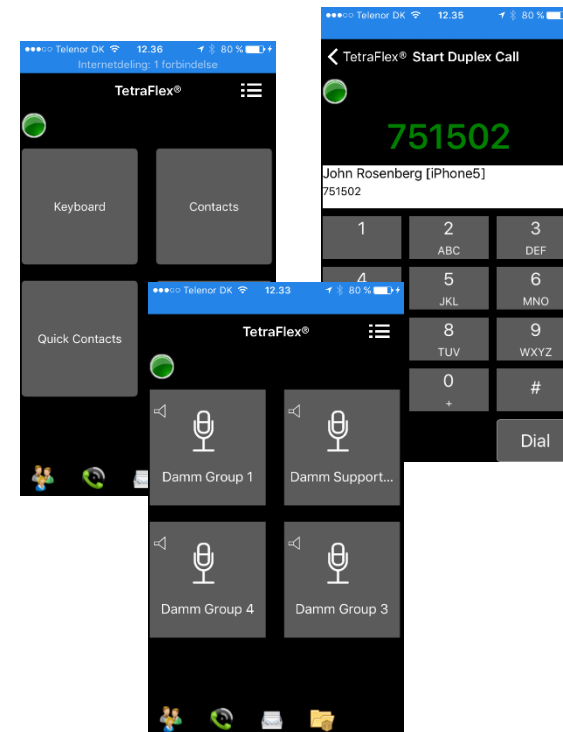 Telenor DK 12.36 80 %
Internetdeling: 1 forbindelse
TetraFlex®
Keyboard
Contacts
Quick Contacts
Telenor DK 12.35 80 %
TetraFlex® Start Duplex Call
751502
John Rosenberg [iPhone5]
751502
1
2
ABC
3
DEF
4
5
JKL
6
MNO
8
TUV
9
WXYZ
0
+
#
Dial
Telenor DK 12.33 80 %
TetraFlex®
Damm Group 1
Damm Support...
Damm Group 4
Damm Group 3